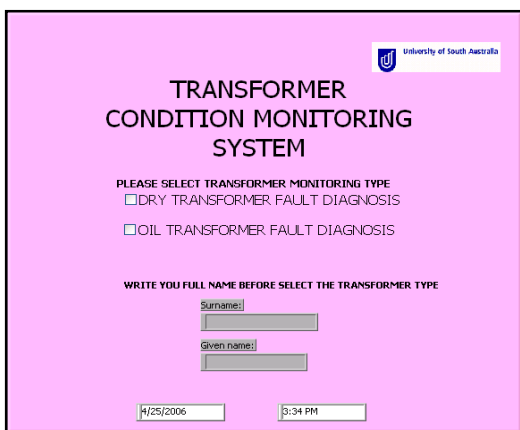 University of South Australia
TRANSFORMER
CONDITION MONITORING
SYSTEM
PLEASE SELECT TRANSFORMER MONITORING TYPE
DRY TRANSFORMER FAULT DIAGNOSIS
OIL TRANSFORMER FAULT DIAGNOSIS
WRITE YOU FULL NAME BEFORE SELECT THE TRANSFORMER TYPE
Surname:
Given name:
4/25/2006 3:34 PM